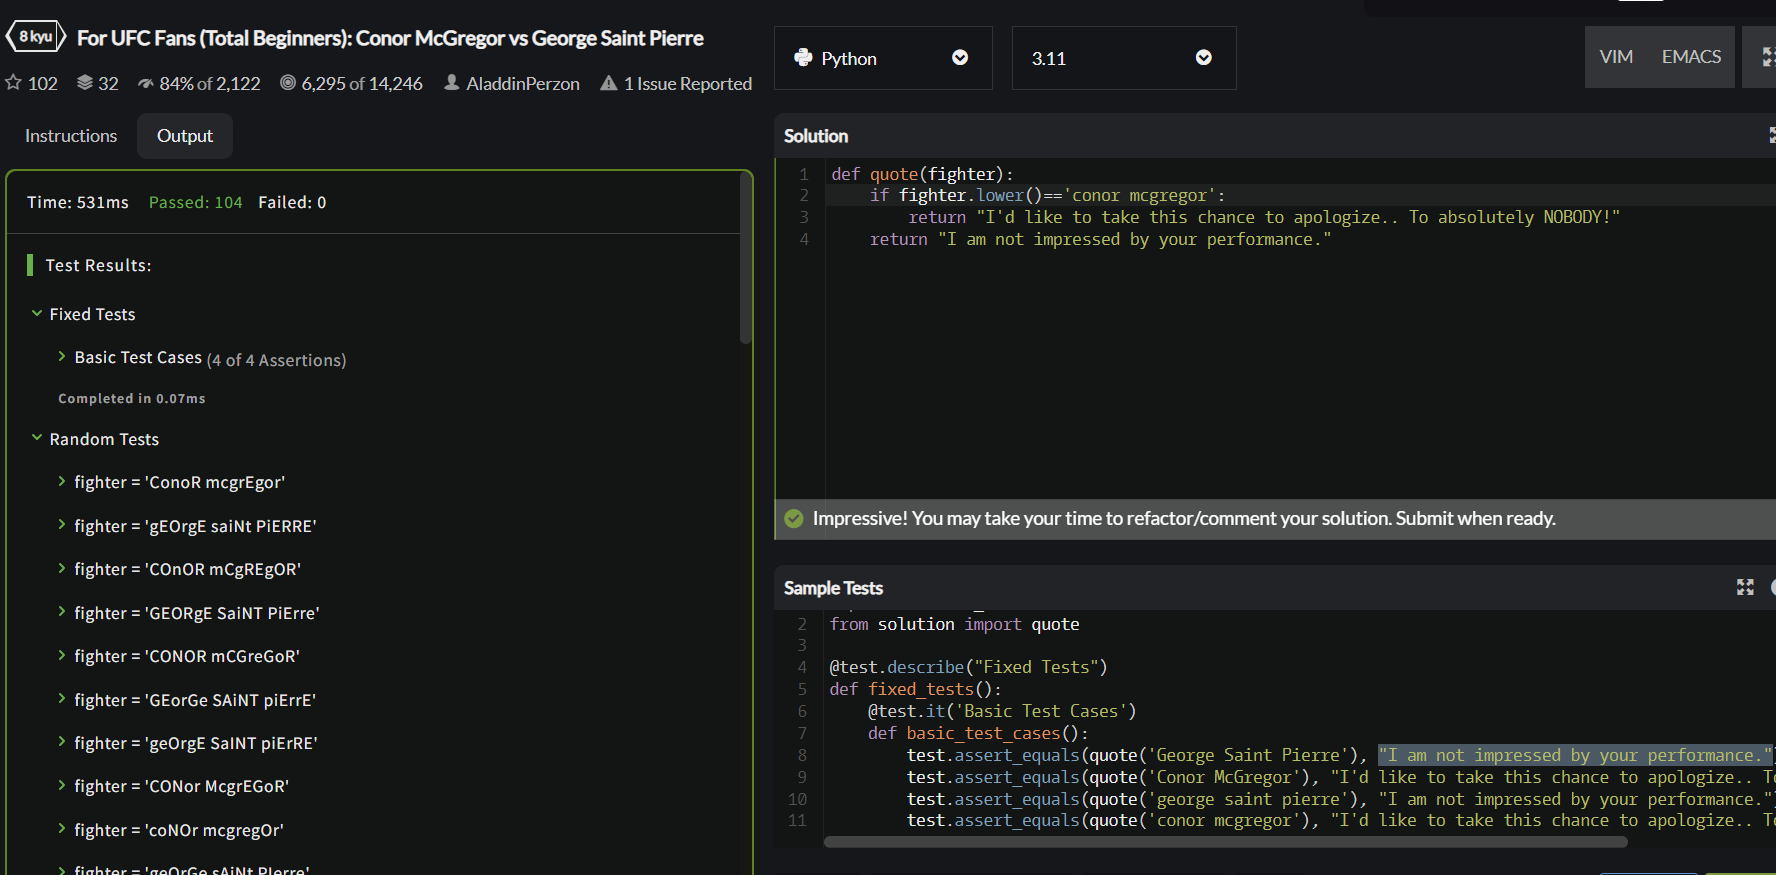 8 kyu For UFC Fans (Total Beginners): Conor McGregor vs George Saint Pierre
102 32 84% of 2,122 6,295 of 14,246 AladdinPerzon 1 Issue Reported
Instructions Output
Time: 531ms Passed: 104 Failed: 0
Test Results:
Fixed Tests
Basic Test Cases (4 of 4 Assertions)
Completed in 0.07ms
Random Tests
fighter = 'ConoR mcgrEgor'
fighter = 'gEOrgE saiNt PiERRE'
fighter = 'COnOR mCgREgOR'
fighter = 'GEORgE SaiNT PiErre'
fighter = 'CONOR mCGreGoR'
fighter = 'GEorGe SAiNT piErrE'
fighter = 'geOrgE SaINT piErRE'
fighter = 'CONor McgrEGoR'
fighter = 'coNOr mcgregOr'
fighter = 'geOrGe sAiNt PIerre'
Python 3.11 VIM EMACS
Solution
1 def quote(fighter):
2 if fighter.lower()=='conor mcgregor':
3 return "I'd like to take this chance to apologize.. To absolutely NOBODY!"
4 return "I am not impressed by your performance."
Impressive! You may take your time to refactor/comment your solution. Submit when ready.
Sample Tests
2 from solution import quote
3
4 @test.describe("Fixed Tests")
5 def fixed_tests():
6 @test.it('Basic Test Cases')
7 def basic_test_cases():
8 test.assert_equals(quote('George Saint Pierre'), "I am not impressed by your performance."
9 test.assert_equals(quote('Conor McGregor'), "I'd like to take this chance to apologize.. To
10 test.assert_equals(quote('george saint pierre'), "I am not impressed by your performance."
11 test.assert_equals(quote('conor mcgregor'), "I'd like to take this chance to apologize.. To